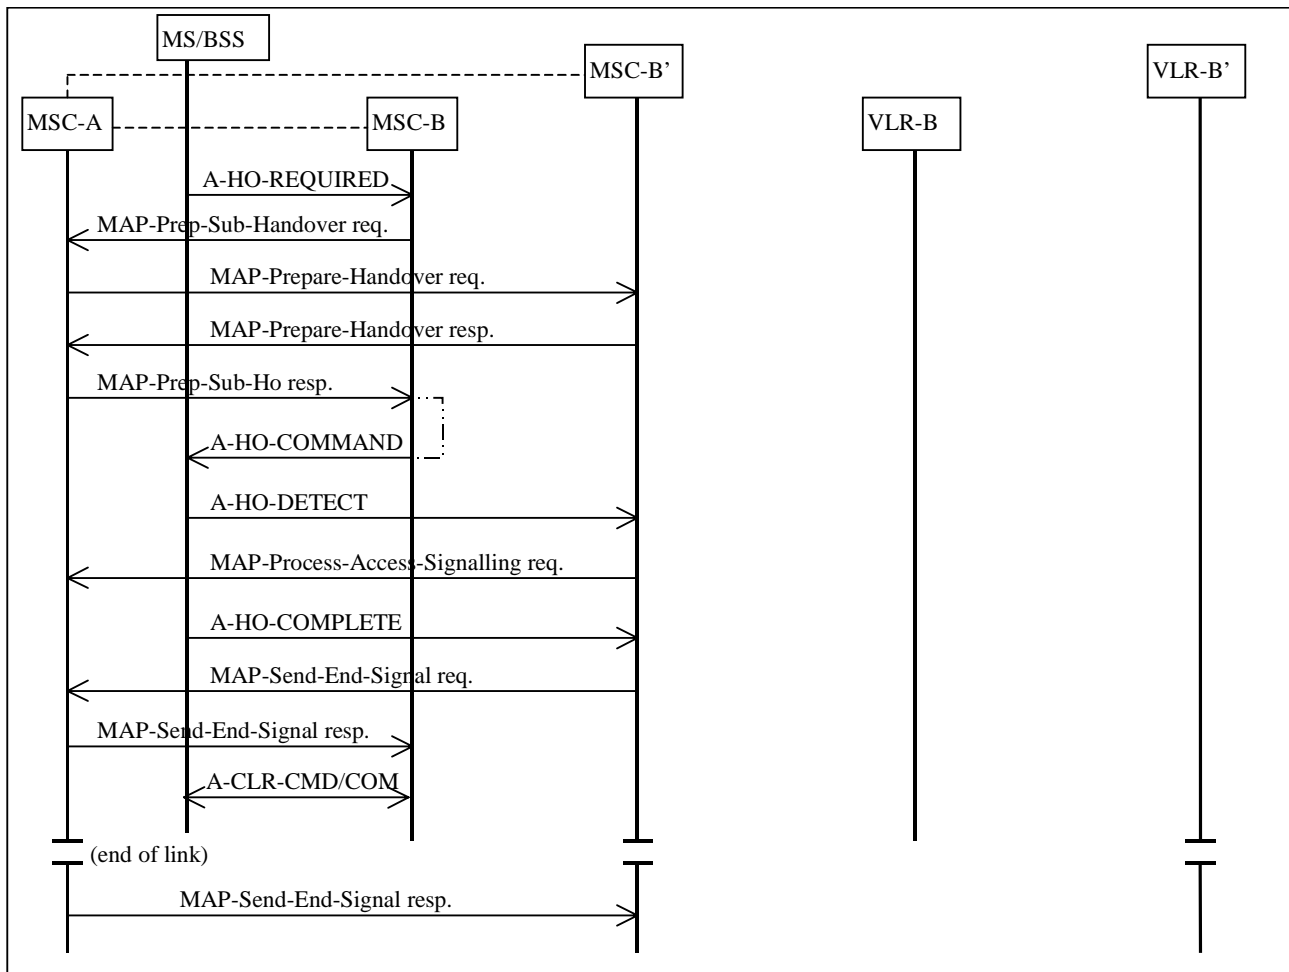 MS/BSS
MSC-B’
VLR-B’
MSC-A
MSC-B
VLR-B
A-HO-REQUIRED
MAP-Prep-Sub-Handover req.
MAP-Prepare-Handover req.
MAP-Prepare-Handover resp.
MAP-Prep-Sub-Ho resp.
A-HO-COMMAND
A-HO-DETECT
MAP-Process-Access-Signalling req.
A-HO-COMPLETE
MAP-Send-End-Signal req.
MAP-Send-End-Signal resp.
A-CLR-CMD/COM
(end of link)
MAP-Send-End-Signal resp.